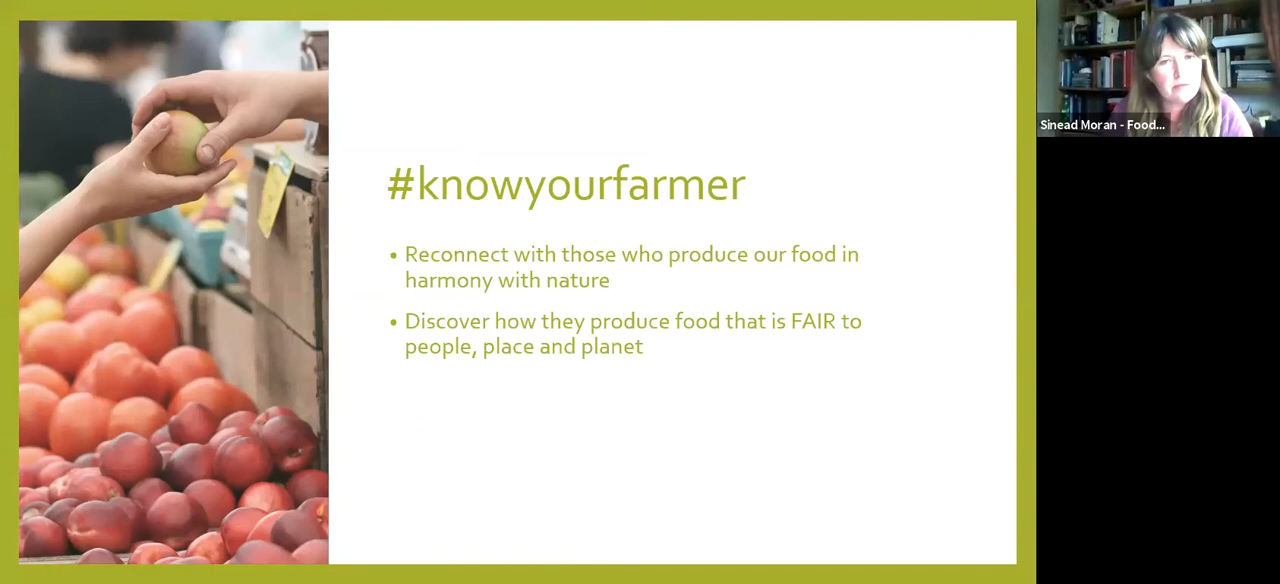 #knowyourfarmer
• Reconnect with those who produce our food in
harmony with nature
• Discover how they produce food that is FAIR to
people, place and planet
Sinead Moran - Food...